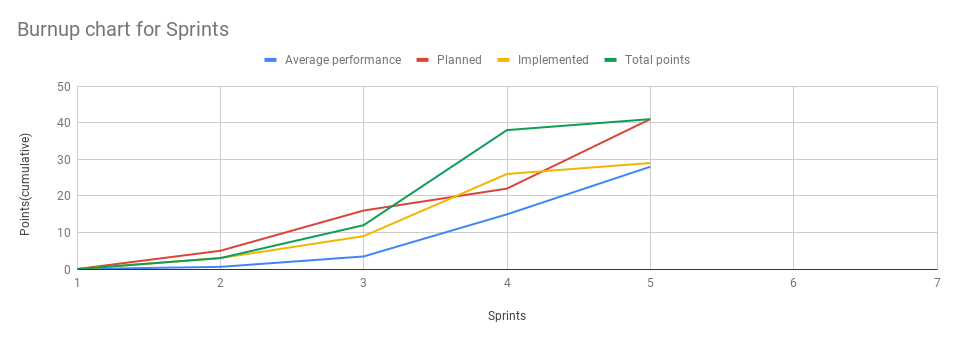 Burnup chart for Sprints
Average performance Planned Implemented Total points
50
40
30
20
10
0
Points(cumulative)
1 2 3 4 5 6 7
Sprints